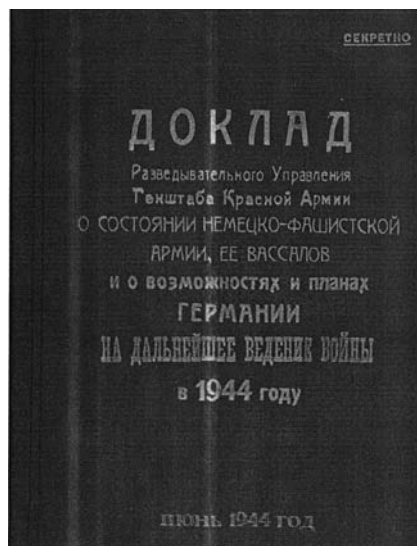 СЕКРЕТНО
ДОКЛАД
Разведывательного Управления
Генштаба Красной Армии
О СОСТОЯНИИ НЕМЕЦКО-ФАШИСТСКОЙ
АРМИИ, ЕЕ ВАССАЛОВ
и о возможностях и планах
ГЕРМАНИИ
НА ДАЛЬНЕЙШЕЕ ВЕДЕНИЕ ВОЙНЫ
в 1944 году
ИЮНЬ 1944 ГОД